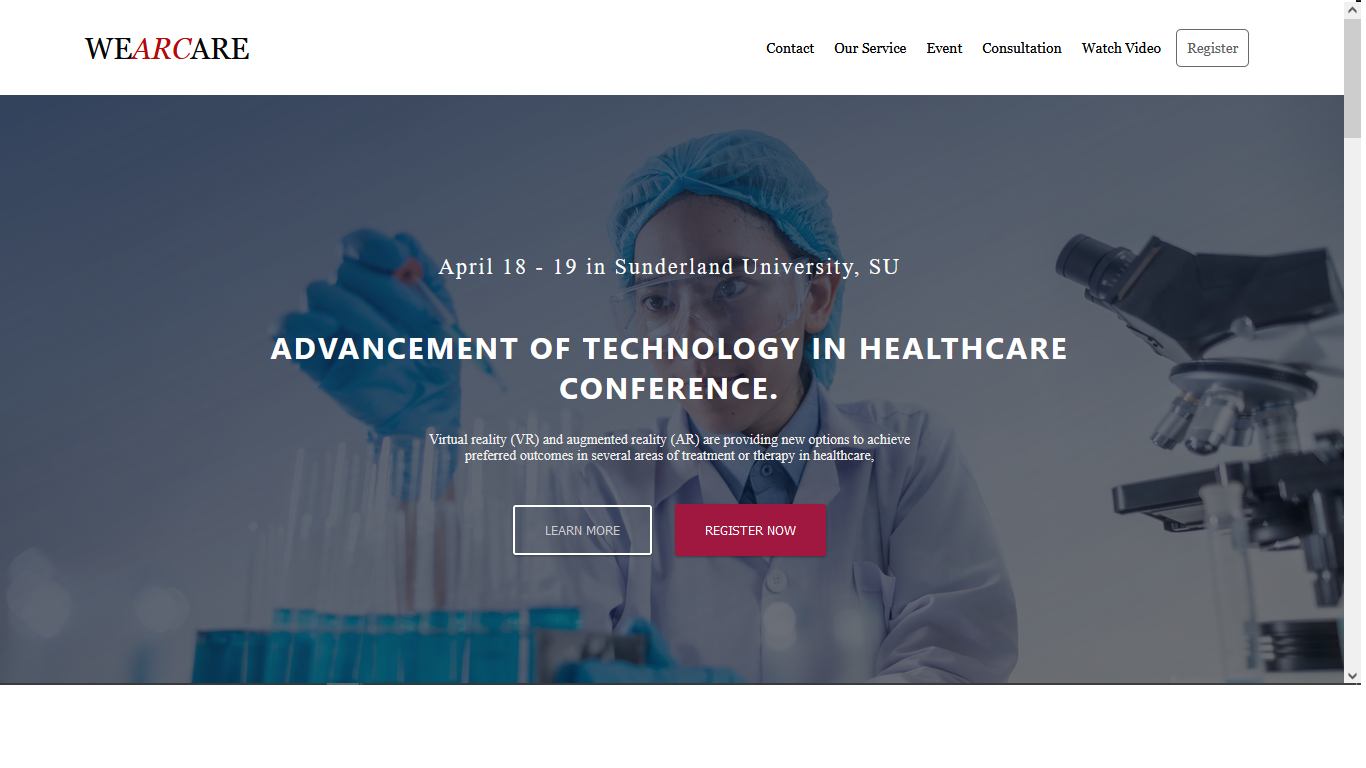 WEARCARE
Contact Our Service Event Consultation Watch Video Register
April 18 - 19 in Sunderland University, SU
ADVANCEMENT OF TECHNOLOGY IN HEALTHCARE
CONFERENCE.
Virtual reality (VR) and augmented reality (AR) are providing new options to achieve
preferred outcomes in several areas of treatment or therapy in healthcare,
LEARN MORE REGISTER NOW